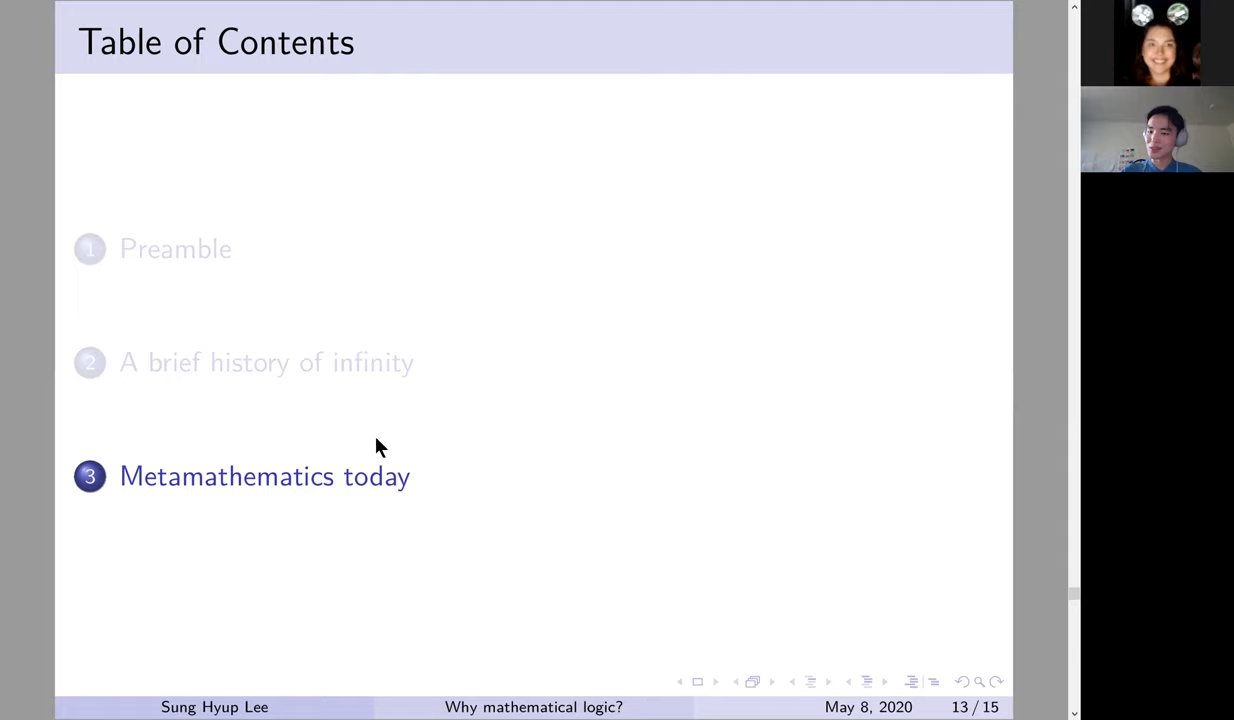 Table of Contents
1 Preamble
2 A brief history of infinity
3 Metamathematics today
Sung Hyup Lee Why mathematical logic? May 8, 2020 13 / 15